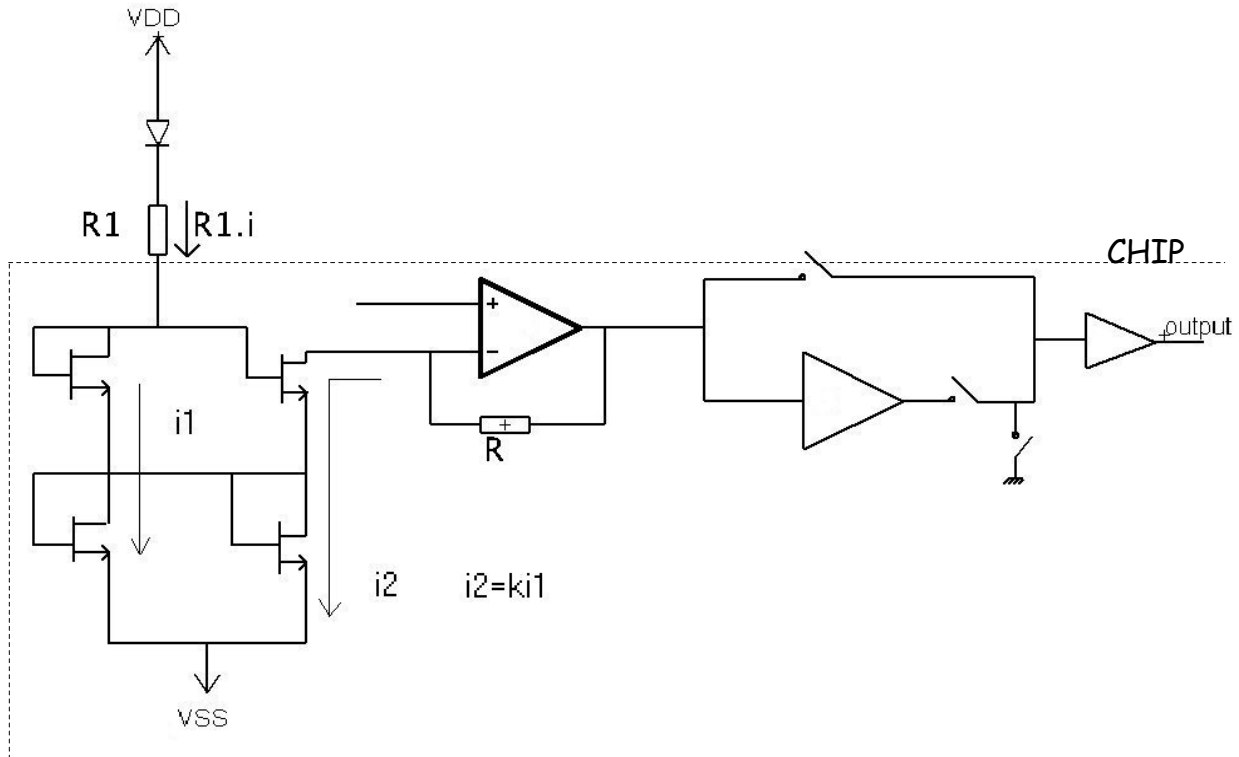 VDD
R1 R1.i
CHIP
+
−
output
i1
R
i2 i2=ki1
VSS